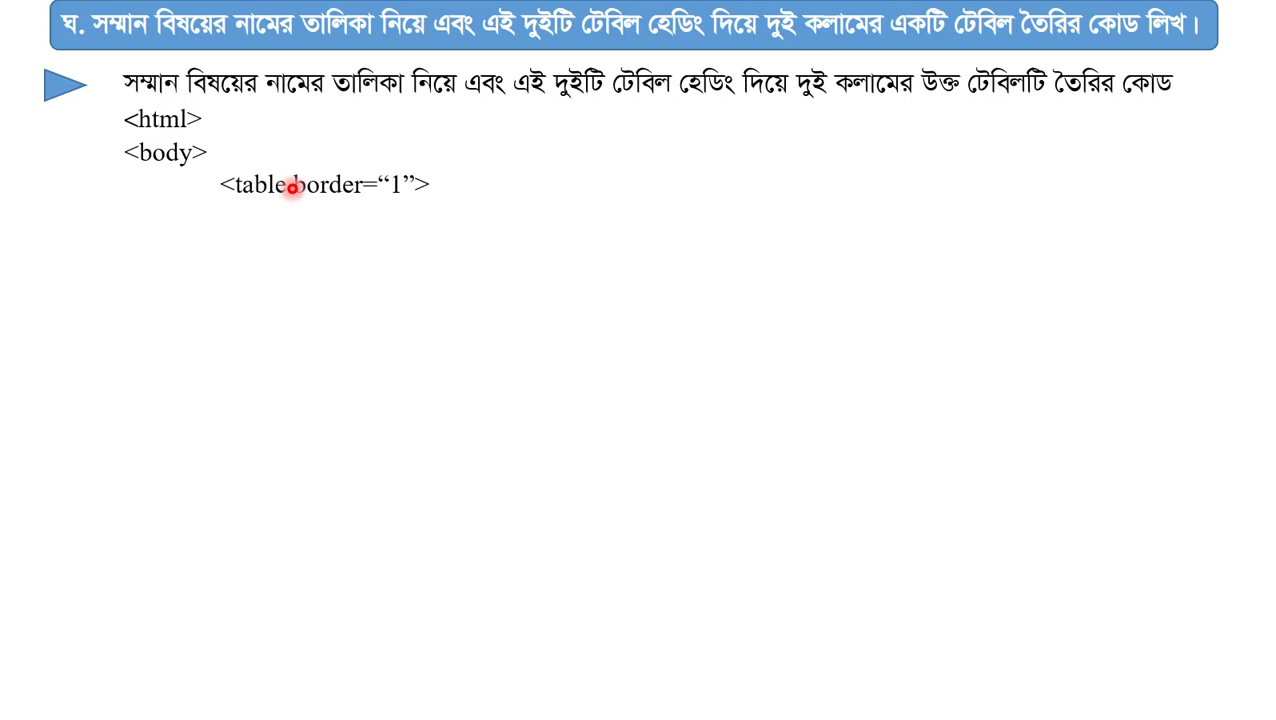 ঘ. সম্মান বিষয়ের নামের তালিকা নিয়ে এবং এই দুইটি টেবিল হেডিং দিয়ে দুই কলামের একটি টেবিল তৈরির কোড লিখ।
সম্মান বিষয়ের নামের তালিকা নিয়ে এবং এই দুইটি টেবিল হেডিং দিয়ে দুই কলামের উক্ত টেবিলটি তৈরির কোড
<html>
<body>
<table border=“1”>